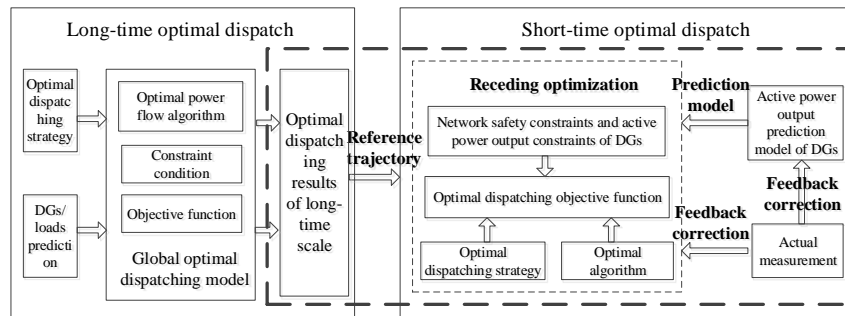 Long-time optimal dispatch
Optimal
dispatc
hing
strategy
DGs/
loads
predicti
on
Optimal power
flow algorithm
Constraint
condition
Objective function
Global optimal
dispatching model
Optimal
dispatch
ing
results
of long-
time
scale
Reference
trajectory
Short-time optimal dispatch
Receding optimization
Network safety constraints and active
power output constraints of DGs
Optimal dispatching objective function
Optimal
dispatching strategy
Optimal
algorithm
Prediction
model
Active power
output
prediction
model of DGs
Feedback
correction
Feedback
correction
Actual
measurement